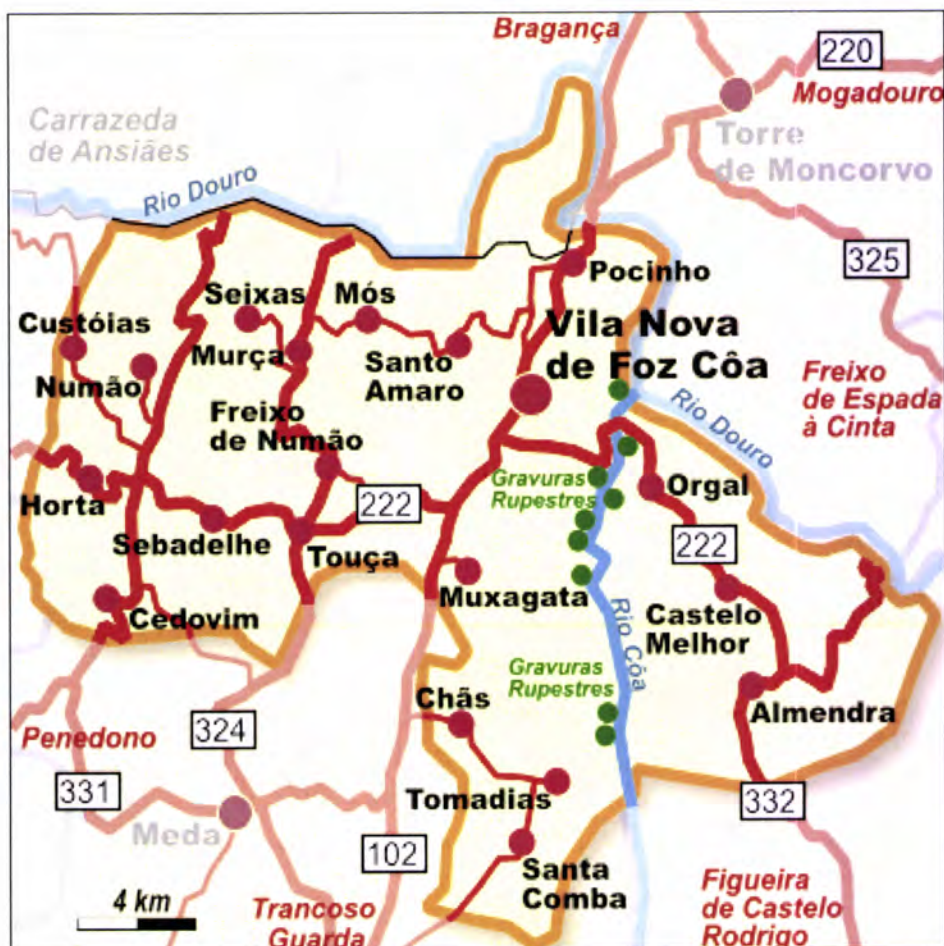 Bragança
220
Mogadouro
Carrazeda
de Ansiães
Torre
de Moncorvo
Rio Douro
325
Pocinho
Seixas
Mós
Custóias
Vila Nova
de Foz Côa
Murça
Santo
Amaro
Numão
Freixo
de Espada
à Cinta
Rio Douro
Freixo
de Numão
Gravuras
Rupestres
Orgal
Horta
222
Sebadelhe
Touça
222
Muxagata
Castelo
Melhor
Cedovim
Rio Côa
Gravuras
Rupestres
Chãs
Almendra
Penedono
324
331
Tomadias
332
Meda
102
Santa
Comba
4 km
Trancoso
Guarda
Figueira
de Castelo
Rodrigo